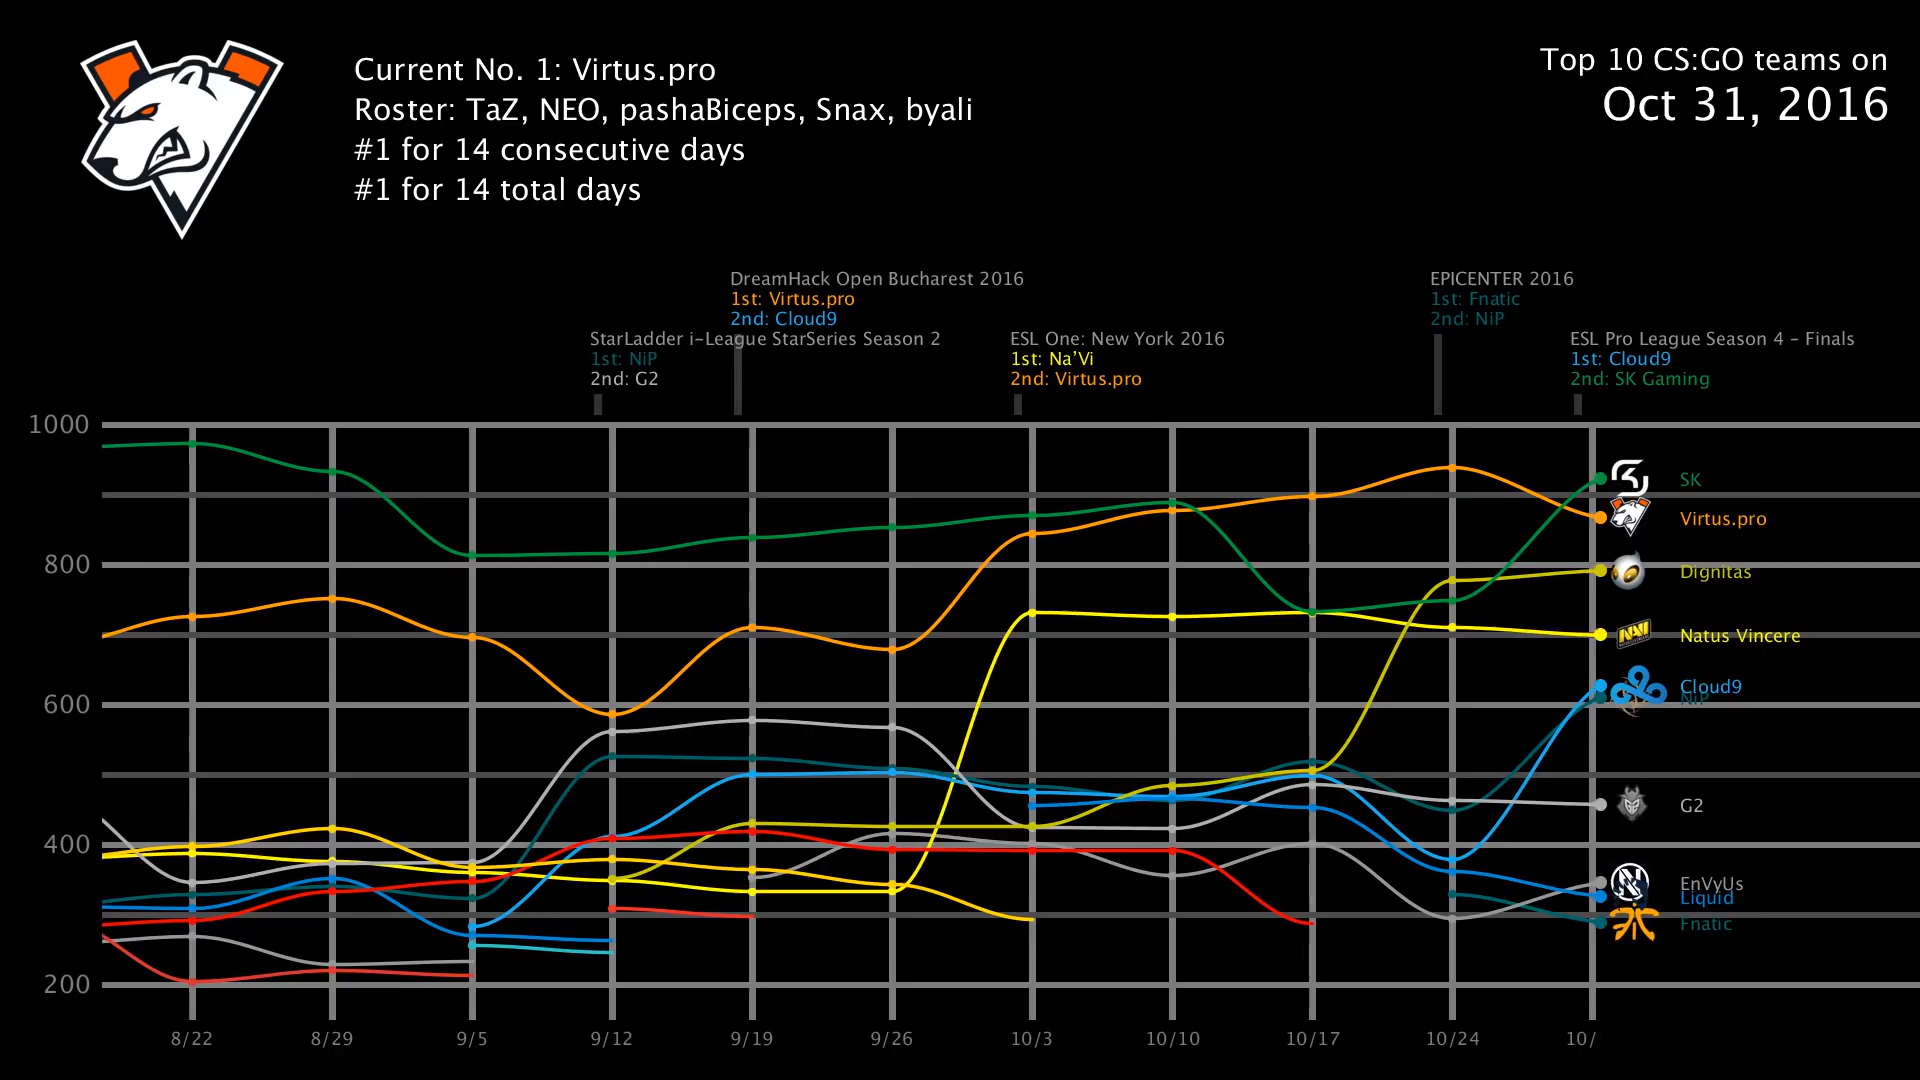 Current No. 1: Virtus.pro
Roster: TaZ, NEO, pashaBiceps, Snax, byali
#1 for 14 consecutive days
#1 for 14 total days
Top 10 CS:GO teams on
Oct 31, 2016
DreamHack Open Bucharest 2016
1st: Virtus.pro
2nd: Cloud9
EPICENTER 2016
1st: Fnatic
2nd: NiP
StarLadder i-League StarSeries Season 2
1st: NiP
2nd: G2
ESL One: New York 2016
1st: Na’Vi
2nd: Virtus.pro
ESL Pro League Season 4 – Finals
1st: Cloud9
2nd: SK Gaming
1000
800
600
400
200
SK
Virtus.pro
Dignitas
NAVI
Natus Vincere
Cloud9
NiP
G2
EnVyUs
Liquid
Fnatic
8/22
8/29
9/5
9/12
9/19
9/26
10/3
10/10
10/17
10/24
10/